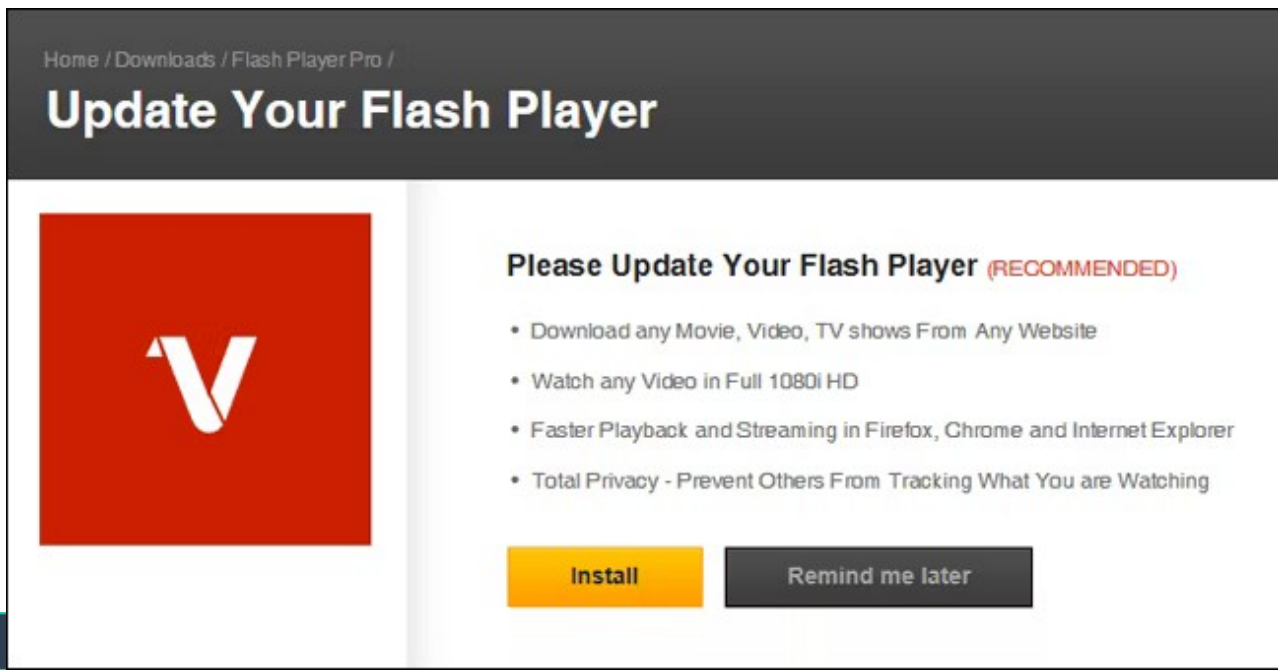 Home / Downloads / Flash Player Pro /
Update Your Flash Player
Please Update Your Flash Player (RECOMMENDED)
• Download any Movie, Video, TV shows From Any Website
• Watch any Video in Full 1080i HD
• Faster Playback and Streaming in Firefox, Chrome and Internet Explorer
• Total Privacy - Prevent Others From Tracking What You are Watching
Install
Remind me later